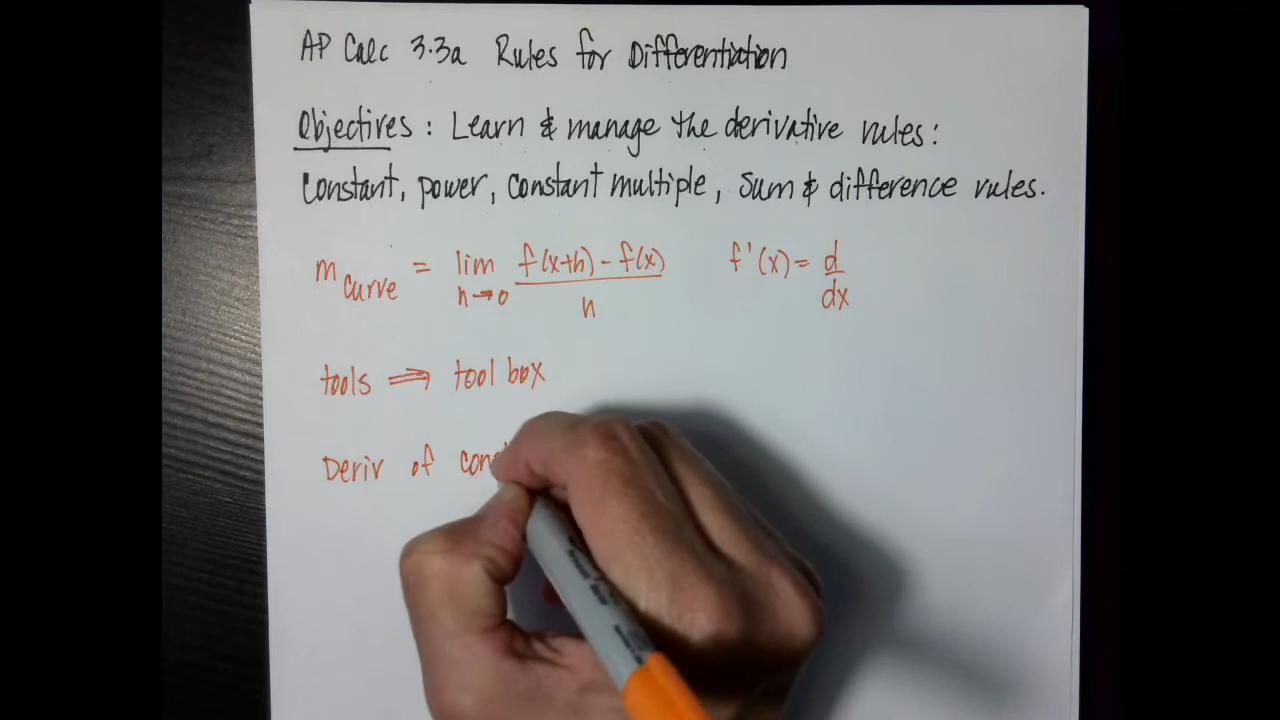 AP Calc 3.3a Rules for Differentiation
Objectives: Learn & manage the derivative rules:
Constant, power, constant multiple, Sum & difference rules.
m curve = lim h→0 f(x+h) - f(x) / h f'(x) = d/dx
tools ⇒ tool box
Deriv of